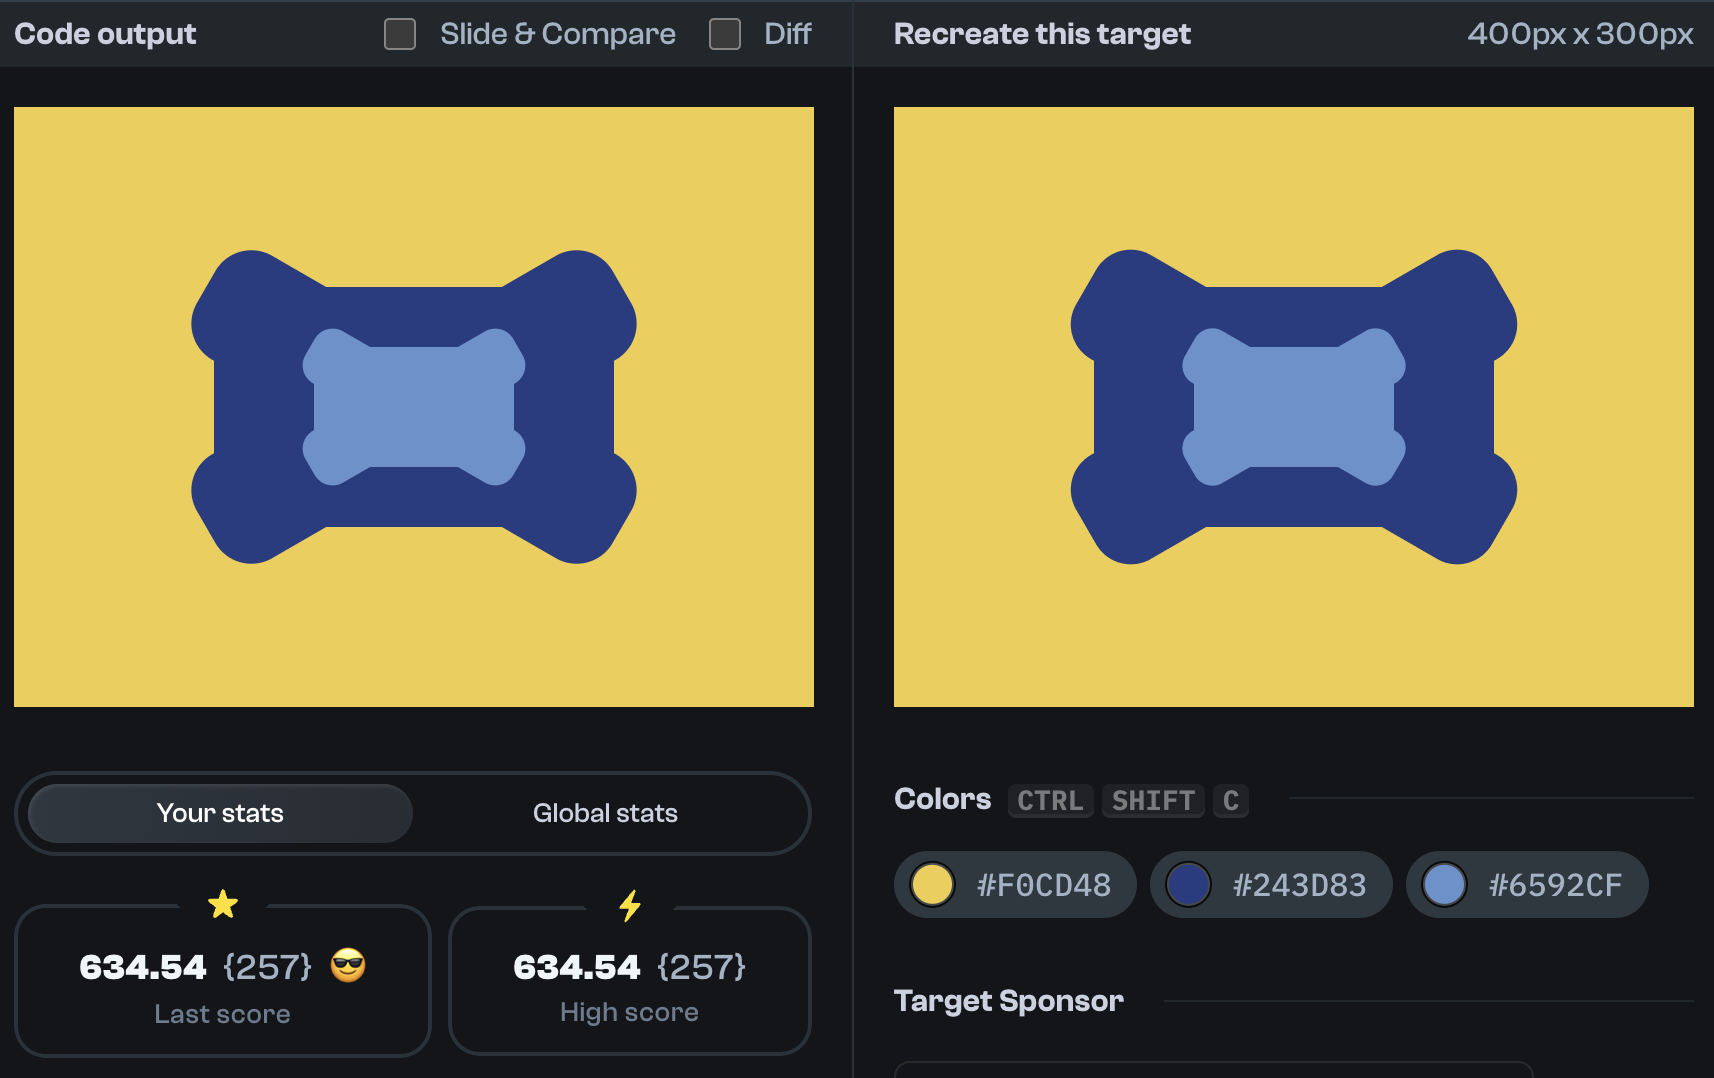 Code output
Slide & Compare
Diff
Recreate this target
400px x 300px
Your stats
Global stats
634.54 {257}
Last score
634.54 {257}
High score
Colors CTRL SHIFT C
#F0CD48
#243D83
#6592CF
Target Sponsor